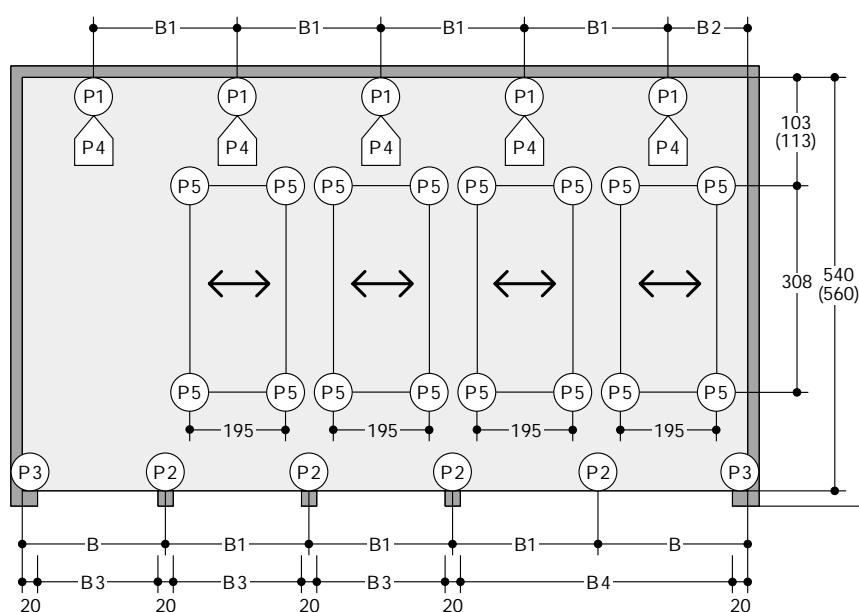 B1 B1 B1 B1 B2
P1 P1 P1 P1 P1
P4 P4 P4 P4 P4
103
(113)
P5 P5 P5 P5 P5 P5 P5 P5
308
540
(560)
P5 P5 P5 P5 P5 P5 P5 P5
195 195 195 195
P3 P2 P2 P2 P2 P3
B B1 B1 B1 B
B3 B3 B3 B4
20 20 20 20 20